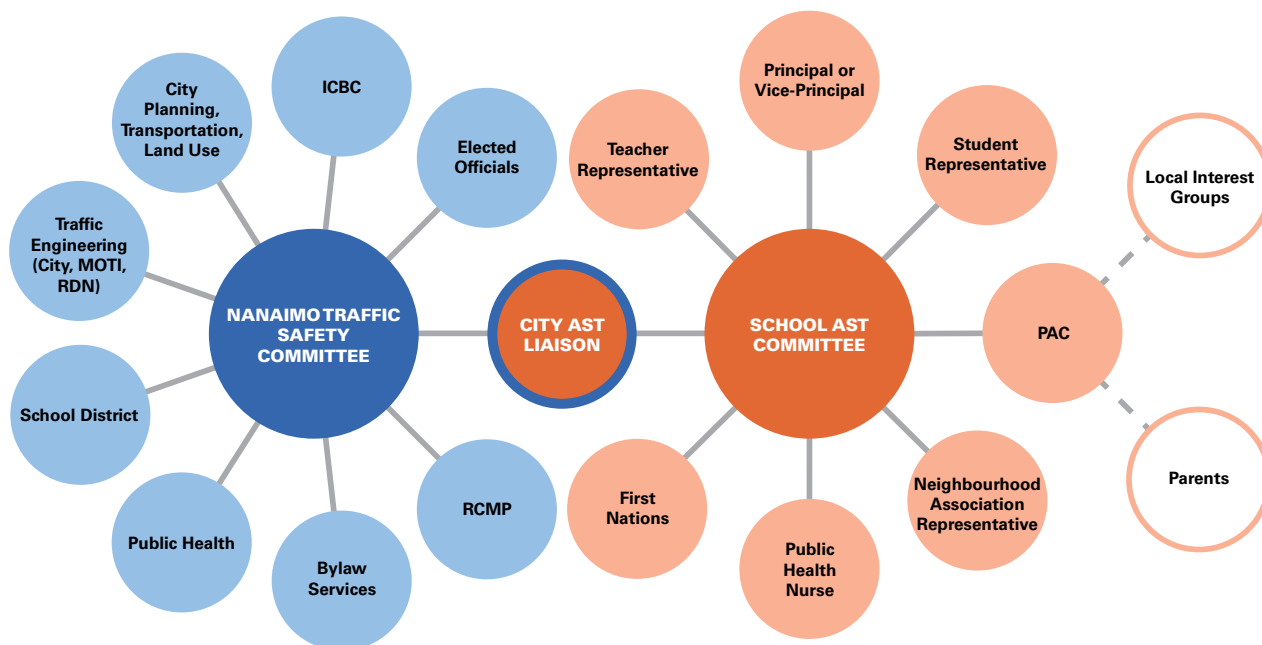 City
Planning,
Transportation,
Land Use
ICBC
Elected
Officials
Traffic
Engineering
(City, MOTI,
RDN)
NANAIMO TRAFFIC
SAFETY
COMMITTEE
School District
Public Health
Bylaw
Services
RCMP
CITY AST
LIAISON
Teacher
Representative
Principal or
Vice-Principal
Student
Representative
SCHOOL AST
COMMITTEE
PAC
Local Interest
Groups
Parents
First
Nations
Public
Health
Nurse
Neighbourhood
Association
Representative